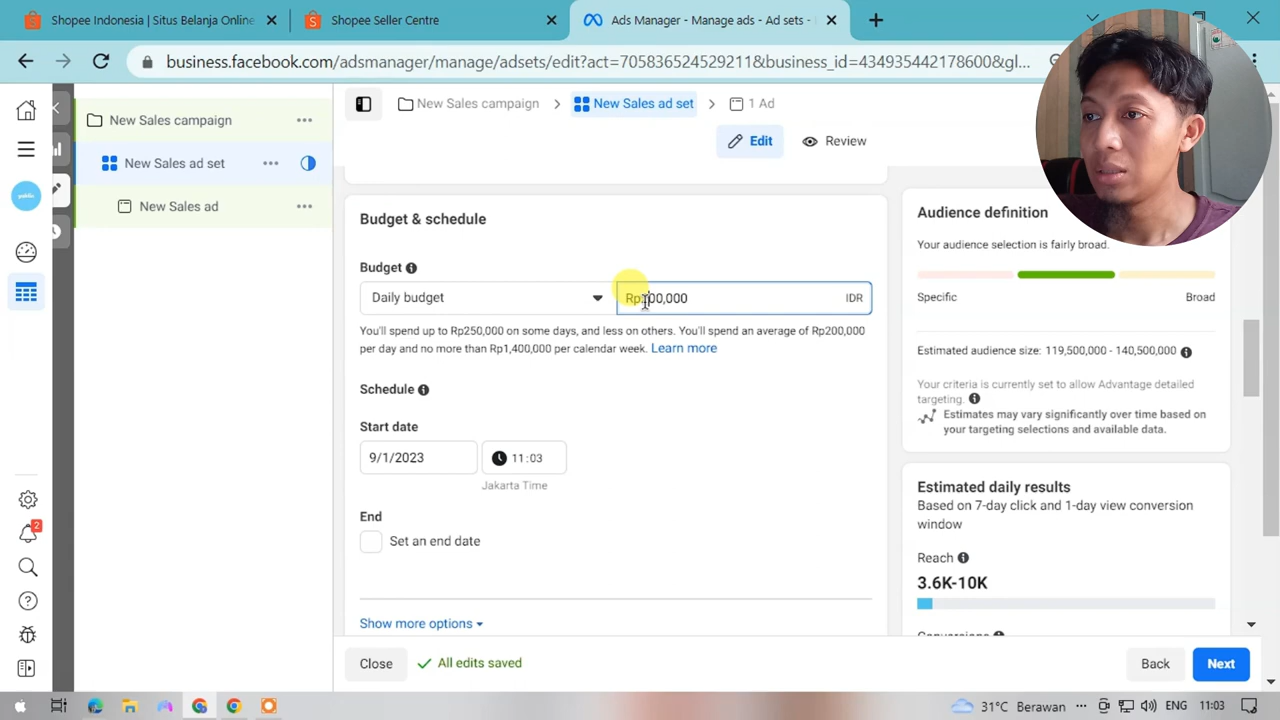 Shopee Indonesia | Situs Belanja Online
Shopee Seller Centre
Ads Manager - Manage ads - Ad sets -
business.facebook.com/adsmanager/manage/adsets/edit?act=705836524529211&business_id=434935442178600&gl...
New Sales campaign
New Sales ad set
New Sales ad
New Sales campaign > New Sales ad set > 1 Ad
Edit
Review
Budget & schedule
Budget
Daily budget
IDR
You'll spend up to Rp250,000 on some days, and less on others. You'll spend an average of Rp200,000
per day and no more than Rp1,400,000 per calendar week. Learn more
Schedule
Start date
9/1/2023
11:03
Jakarta Time
End
Set an end date
Show more options
Close
All edits saved
Back
Next
Audience definition
Your audience selection is fairly broad.
Specific
Broad
Estimated audience size: 119,500,000 - 140,500,000
Your criteria is currently set to allow Advantage detailed
targeting.
Estimates may vary significantly over time based on
your targeting selections and available data.
Estimated daily results
Based on 7-day click and 1-day view conversion
window
Reach
3.6K-10K
public
2
31°C Berawan
ENG
11:03